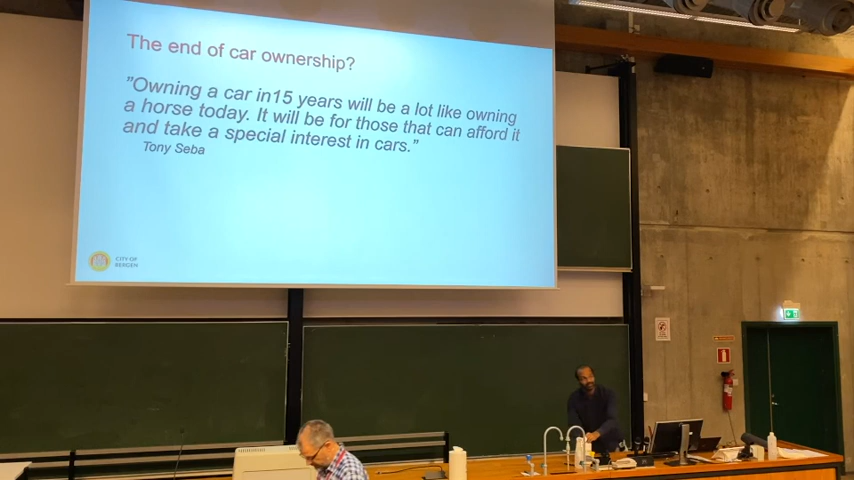 The end of car ownership?
”Owning a car in15 years will be a lot like owning
a horse today. It will be for those that can afford it
and take a special interest in cars.”
Tony Seba
CITY OF
BERGEN